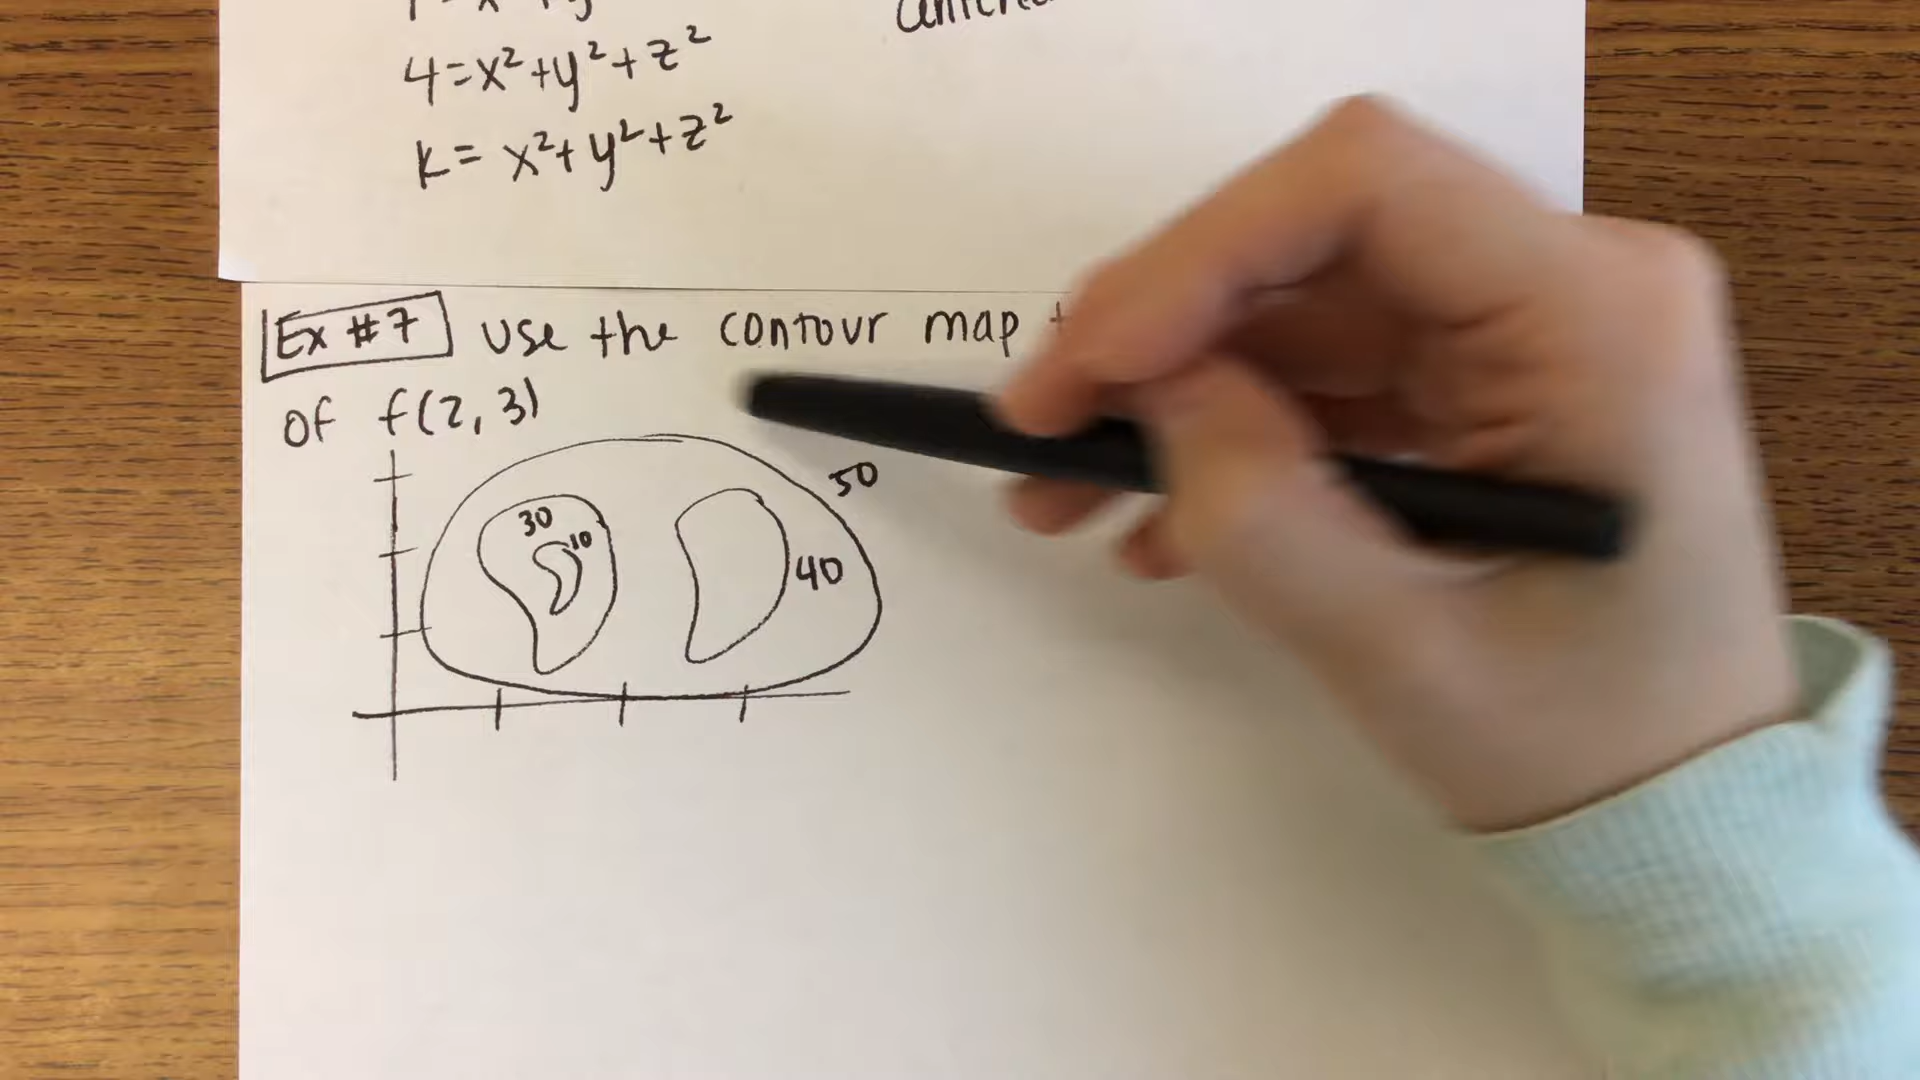 4=x²+y²+z²
k= x²+y²+z²
Ex #7 Use the contour map
of f(2,3)
50
30
10
40